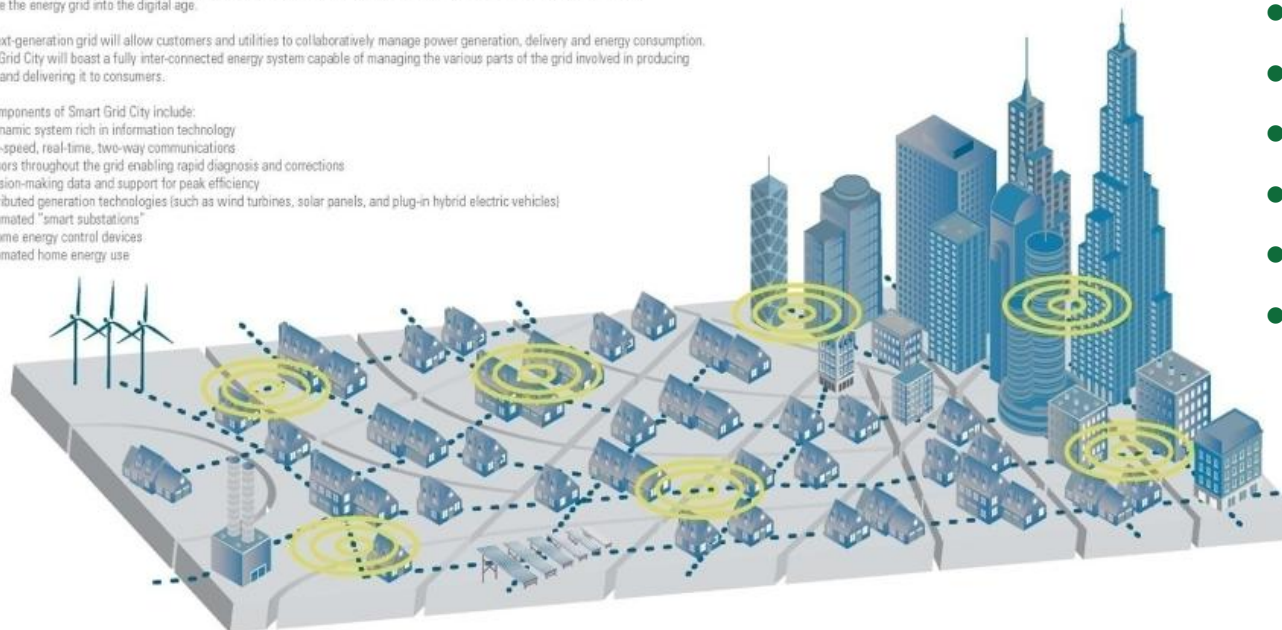 e the energy grid into the digital age.
xt-generation grid will allow customers and utilities to collaboratively manage power generation, delivery and energy consumption.
Grid City will boast a fully inter-connected energy system capable of managing the various parts of the grid involved in producing
and delivering it to consumers.
mponents of Smart Grid City include:
namic system rich in information technology
-speed, real-time, two-way communications
sors throughout the grid enabling rapid diagnosis and corrections
sion-making data and support for peak efficiency
ributed generation technologies (such as wind turbines, solar panels, and plug-in hybrid electric vehicles)
mated "smart substations"
ome energy control devices
mated home energy use